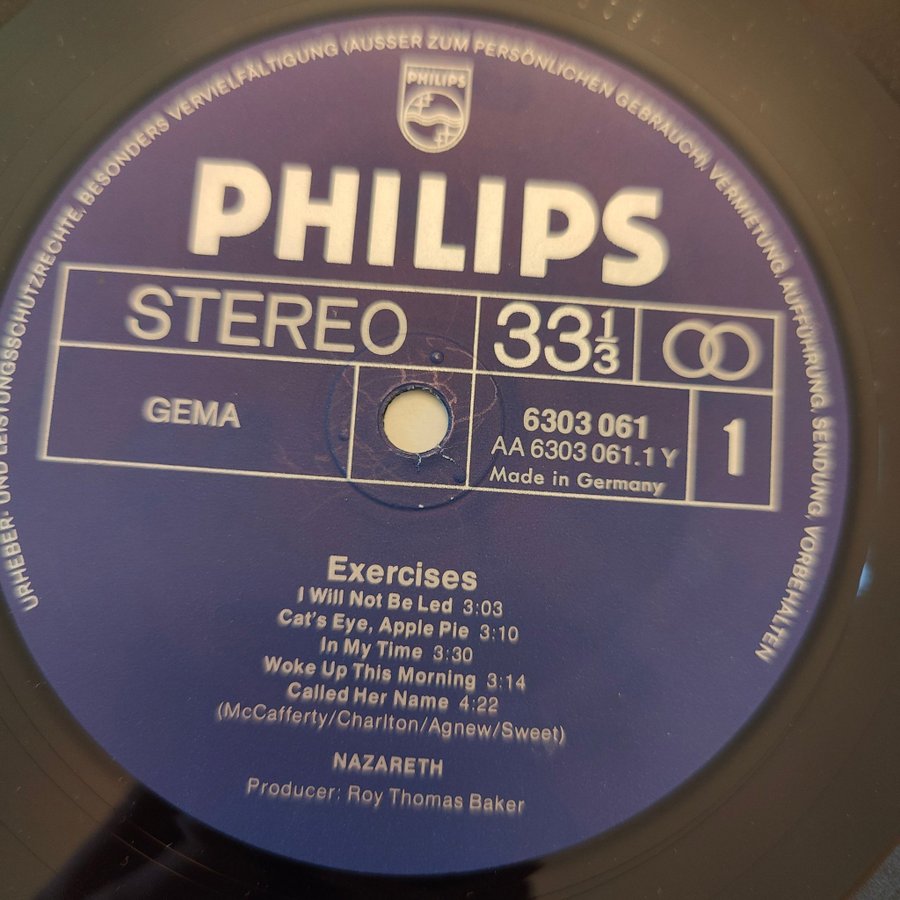 URHEBER- UND LEISTUNGSSCHUTZRECHTE, BESONDERS VERVIELFÄLTIGUNG (AUSSER ZUM PERSÖNLICHEN GEBRAUCH), VERMIETUNG, AUFFÜHRUNG, SENDUNG, VORBEHALTEN
PHILIPS
PHILIPS
STEREO
33 1/3
GEMA
6303 061
AA 6303 061.1 Y
Made in Germany
1
Exercises
I Will Not Be Led 3:03
Cat's Eye, Apple Pie 3:10
In My Time 3:30
Woke Up This Morning 3:14
Called Her Name 4:22
(McCafferty/Charlton/Agnew/Sweet)
NAZARETH
Producer: Roy Thomas Baker